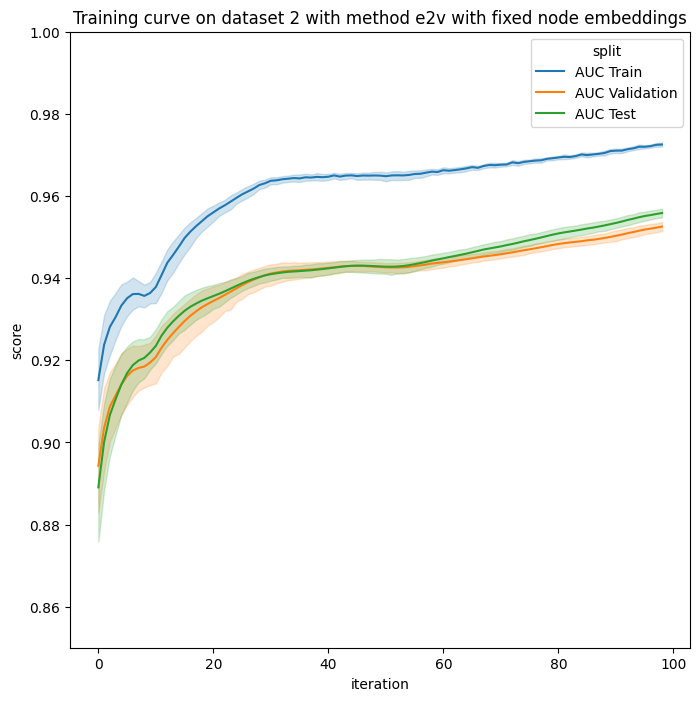 Training curve on dataset 2 with method e2v with fixed node embeddings
split
AUC Train
AUC Validation
AUC Test
score
1.00
0.98
0.96
0.94
0.92
0.90
0.88
0.86
0
20
40
60
80
100
iteration